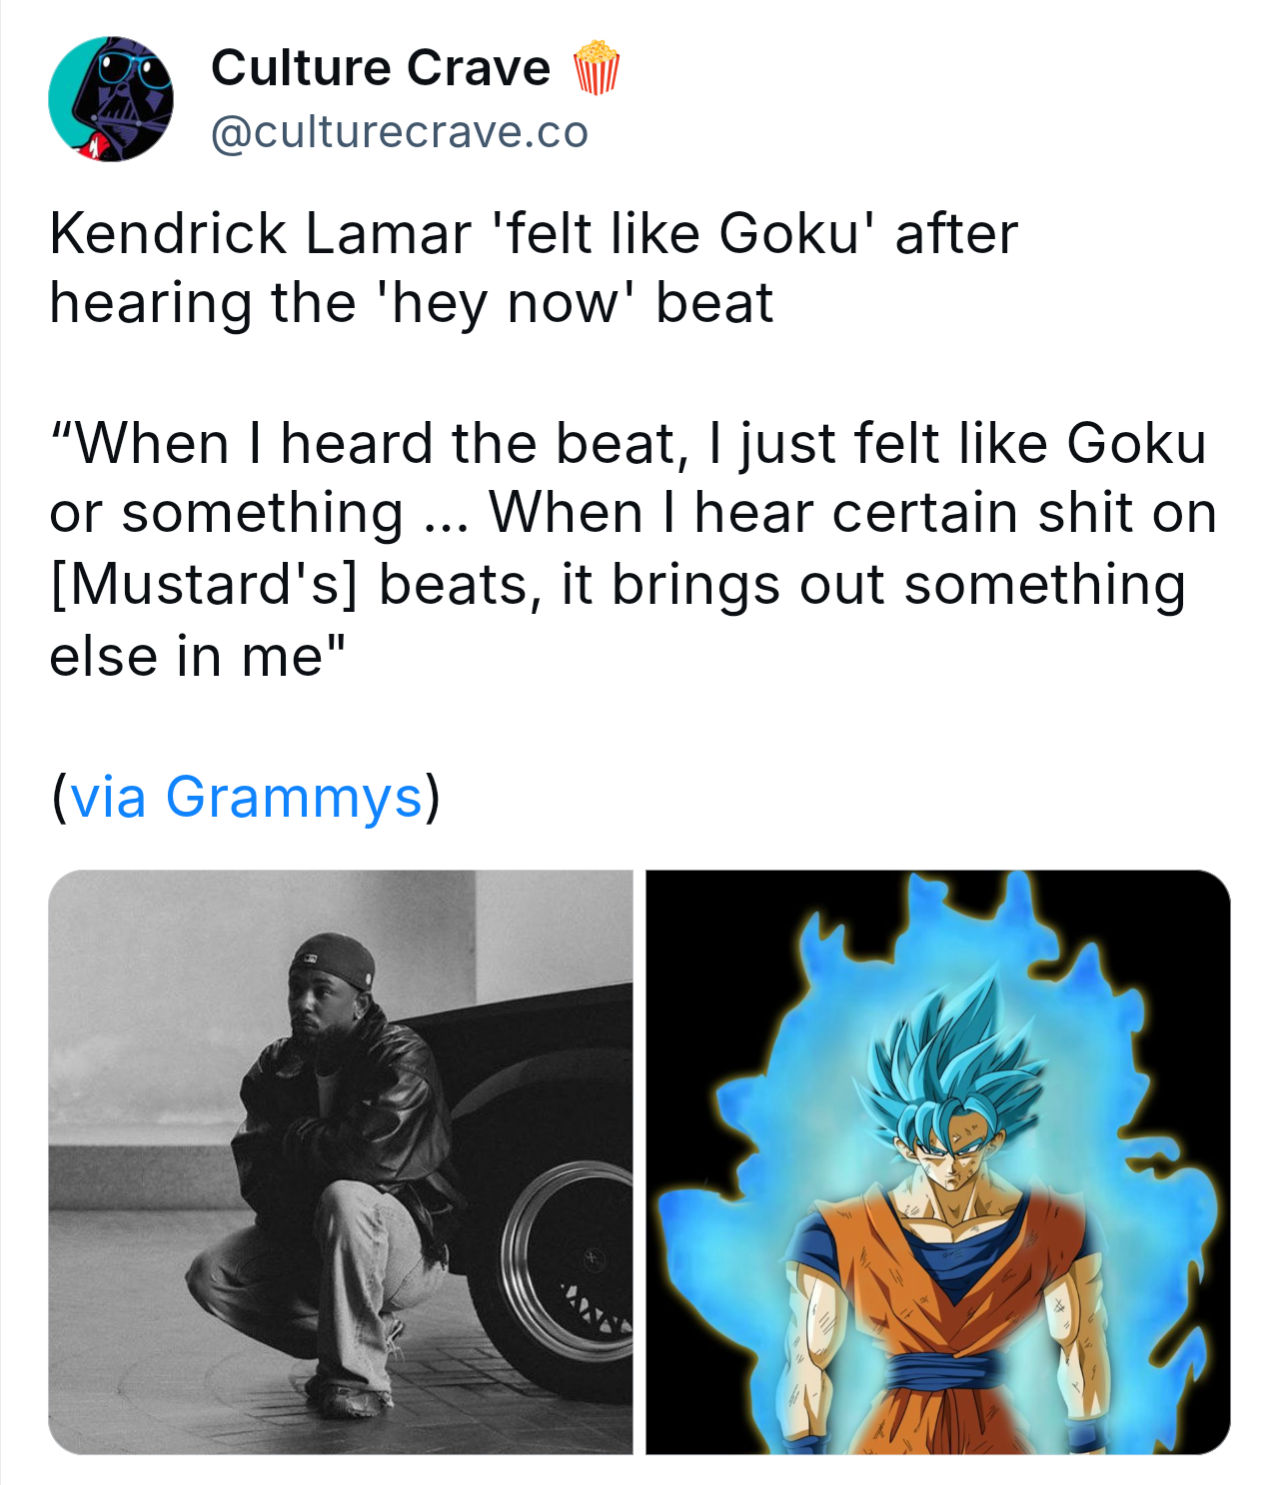 Culture Crave 🍿
@culturecrave.co
Kendrick Lamar 'felt like Goku' after
hearing the 'hey now' beat
“When I heard the beat, I just felt like Goku
or something ... When I hear certain shit on
[Mustard's] beats, it brings out something
else in me"
(via Grammys)